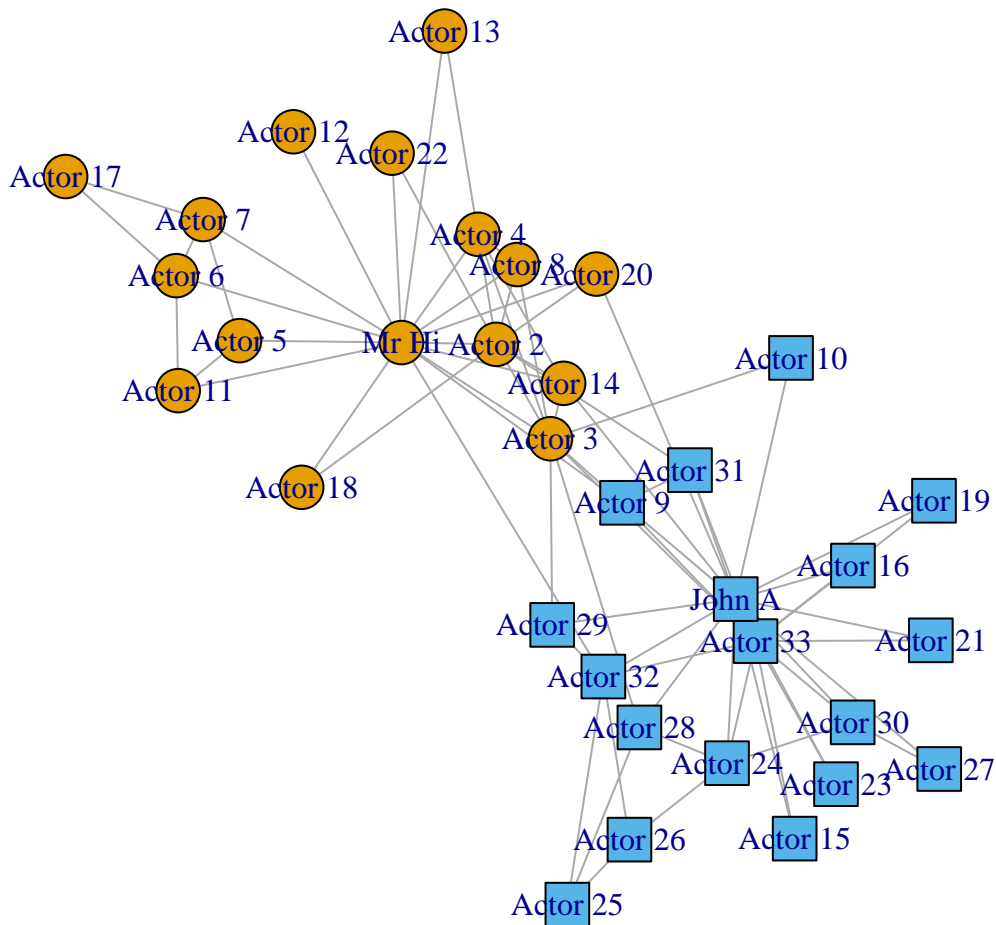 Actor 13
Actor 12
Actor 22
Actor 17
Actor 7
Actor 4
Actor 8
Actor 20
Actor 6
Actor 5
Mr Hi
Actor 2
Actor 10
Actor 14
Actor 11
Actor 3
Actor 31
Actor 18
Actor 9
Actor 19
Actor 16
John A
Actor 29
Actor 33
Actor 21
Actor 32
Actor 28
Actor 30
Actor 24
Actor 27
Actor 23
Actor 26
Actor 15
Actor 25